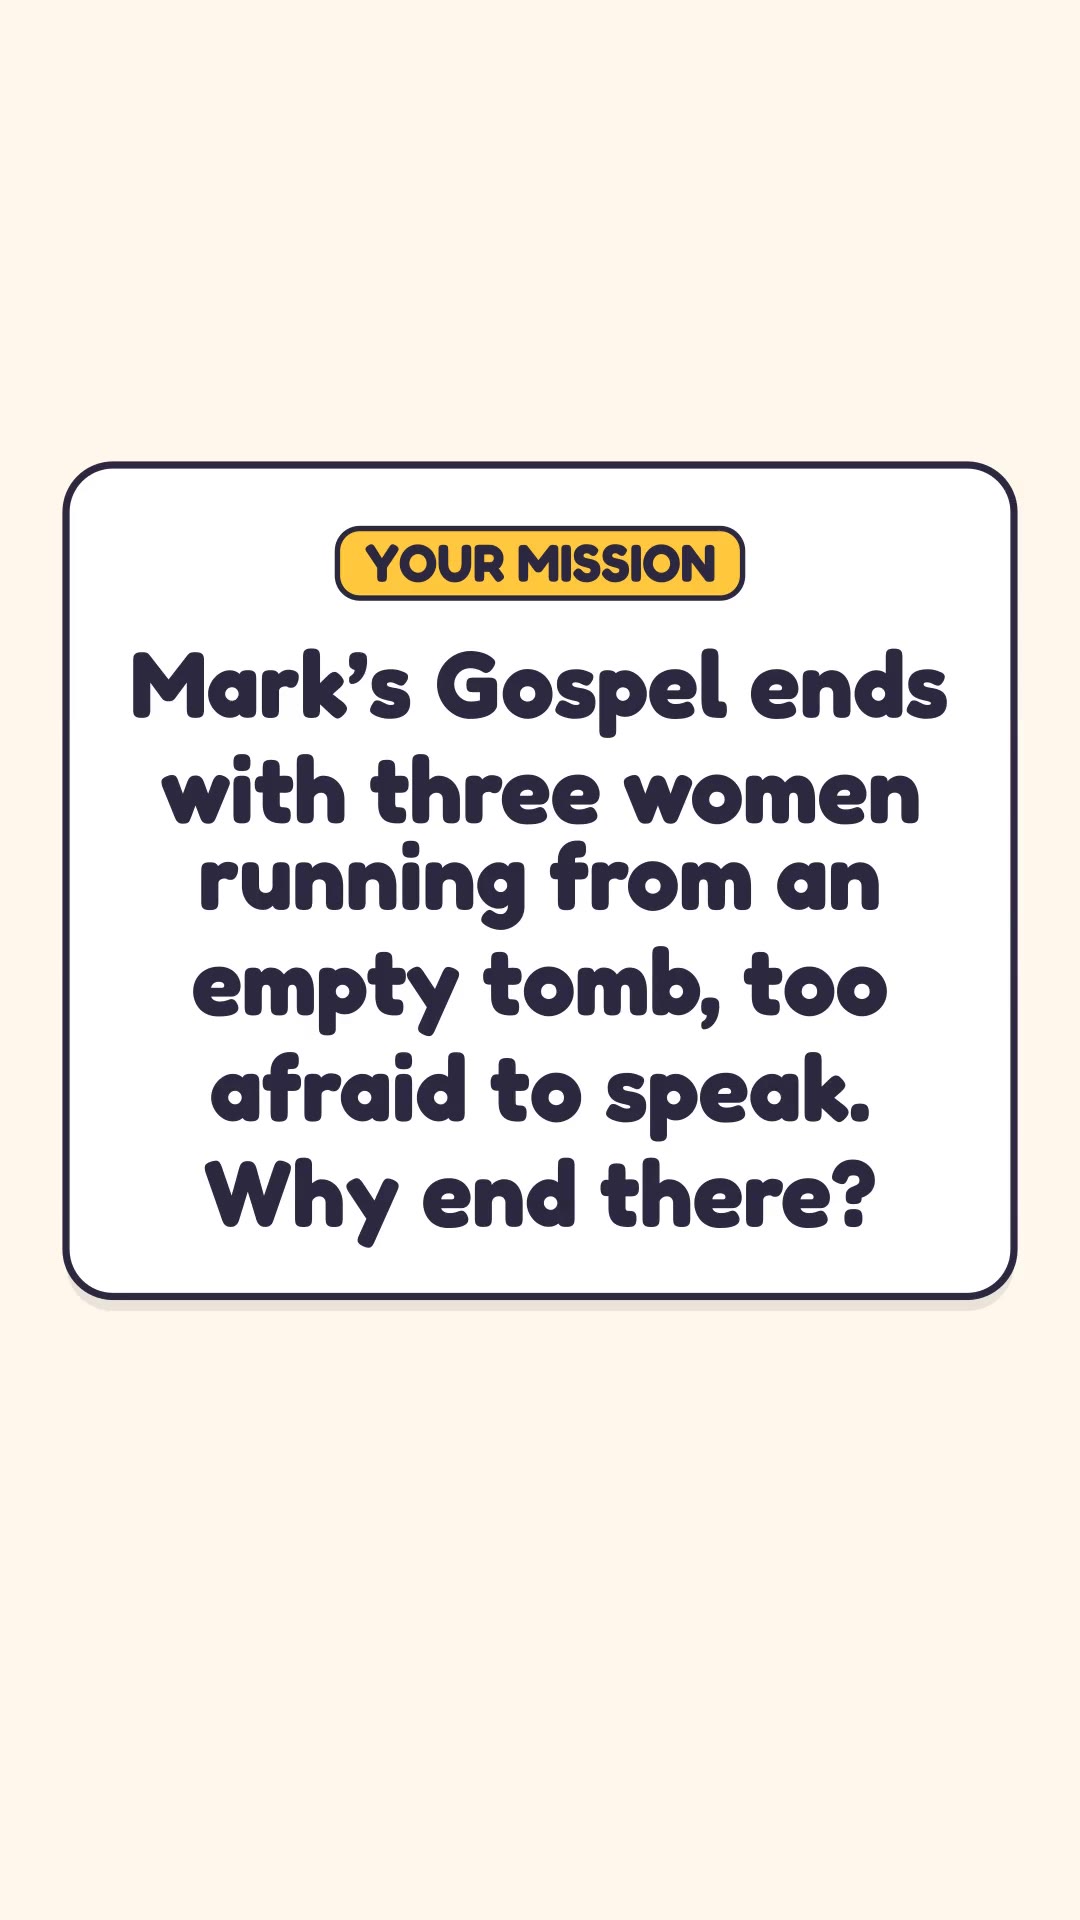 YOUR MISSION
Mark’s Gospel ends
with three women
running from an
empty tomb, too
afraid to speak.
Why end there?